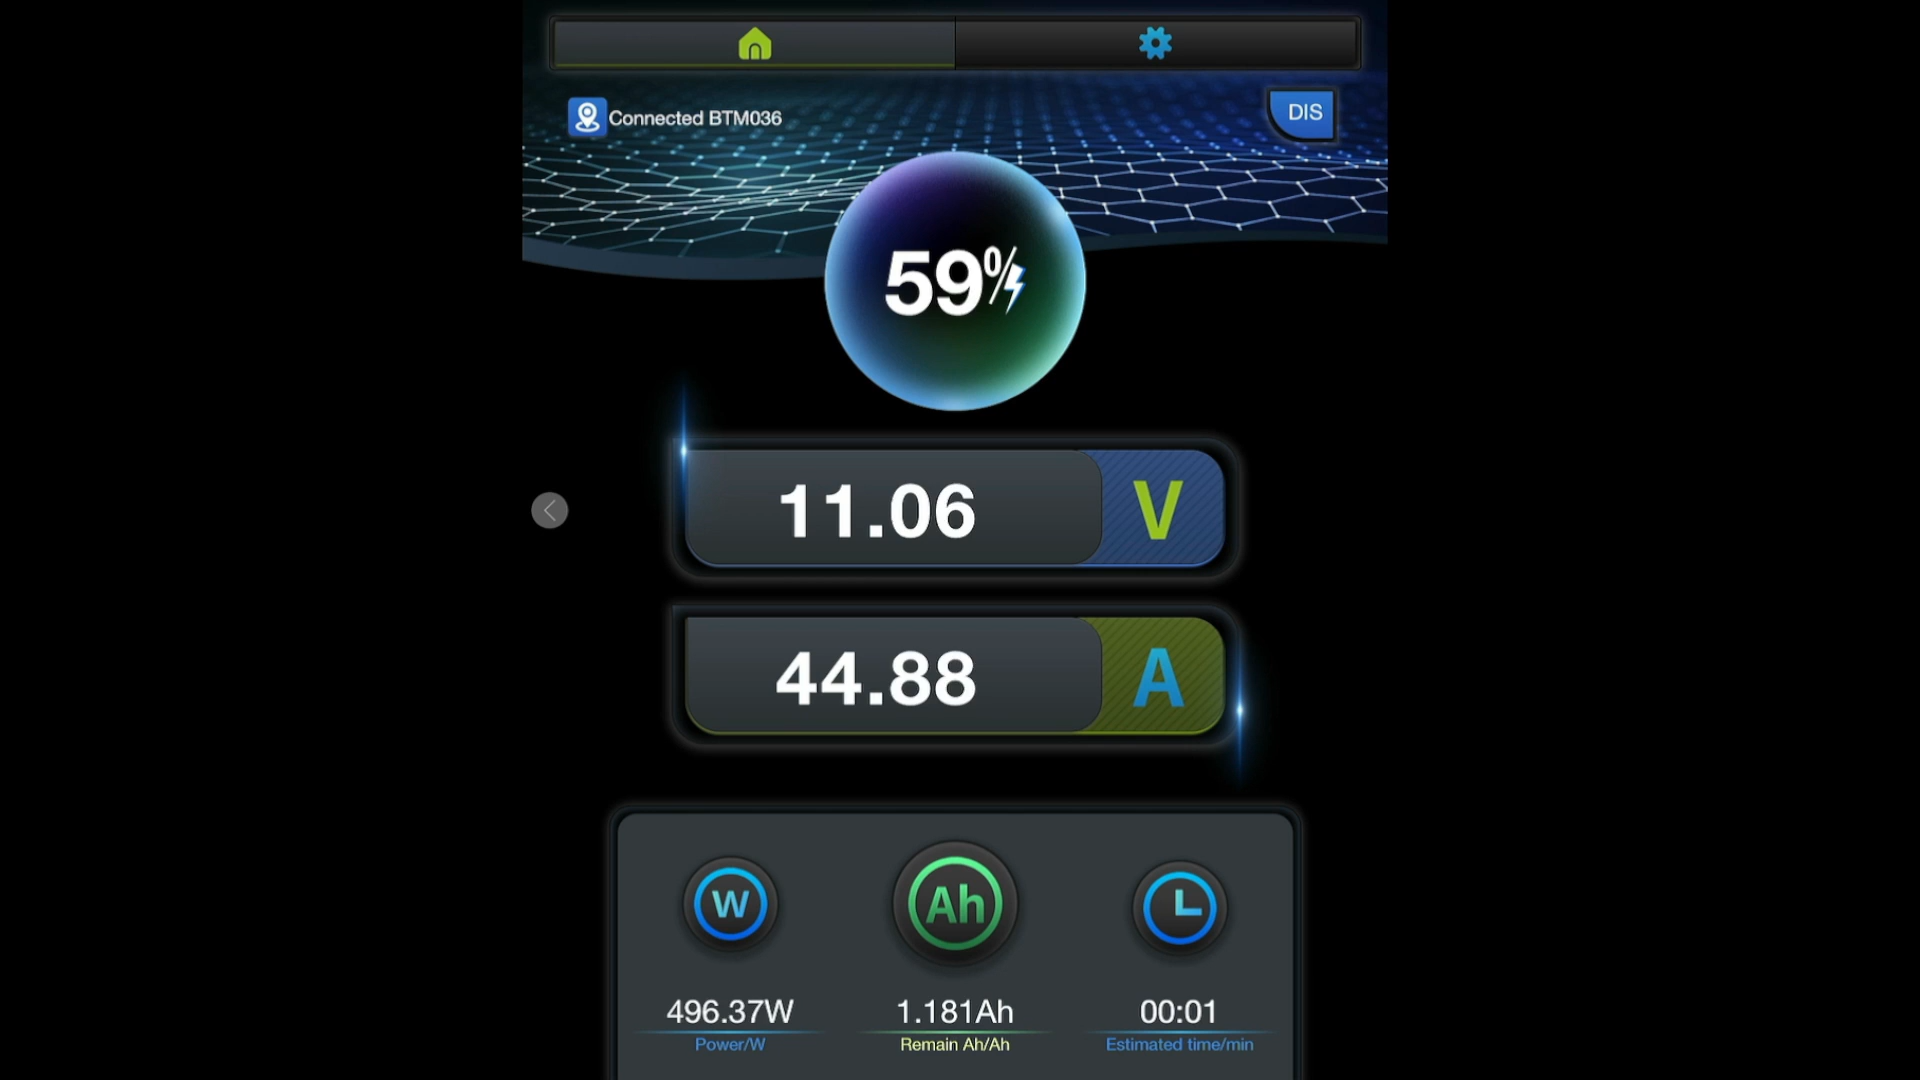 Connected BTM036
DIS
59%
11.06 V
44.88 A
W
Ah
496.37W
1.181Ah
00:01
Power/W
Remain Ah/Ah
Estimated time/min